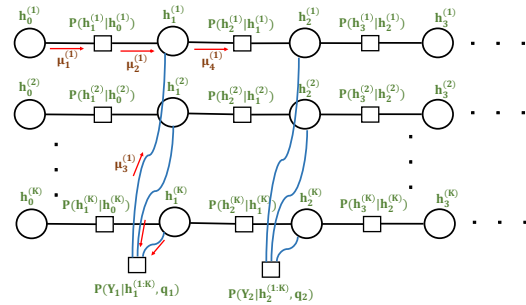 h₀⁽¹⁾ P(h₁⁽¹⁾|h₀⁽¹⁾) h₁⁽¹⁾ P(h₂⁽¹⁾|h₁⁽¹⁾) h₂⁽¹⁾ P(h₃⁽¹⁾|h₂⁽¹⁾) h₃⁽¹⁾
μ₁⁽¹⁾ μ₂⁽¹⁾ μ₄⁽¹⁾
h₀⁽²⁾ P(h₁⁽²⁾|h₀⁽²⁾) h₁⁽²⁾ P(h₂⁽²⁾|h₁⁽²⁾) h₂⁽²⁾ P(h₃⁽²⁾|h₂⁽²⁾) h₃⁽²⁾
μ₃⁽¹⁾
h₀⁽ᴷ⁾ P(h₁⁽ᴷ⁾|h₀⁽ᴷ⁾) h₁⁽ᴷ⁾ P(h₂⁽ᴷ⁾|h₁⁽ᴷ⁾) h₂⁽ᴷ⁾ P(h₃⁽ᴷ⁾|h₂⁽ᴷ⁾) h₃⁽ᴷ⁾
P(Y₁|h₁⁽¹:ᴷ⁾, q₁) P(Y₂|h₂⁽¹:ᴷ⁾, q₂)